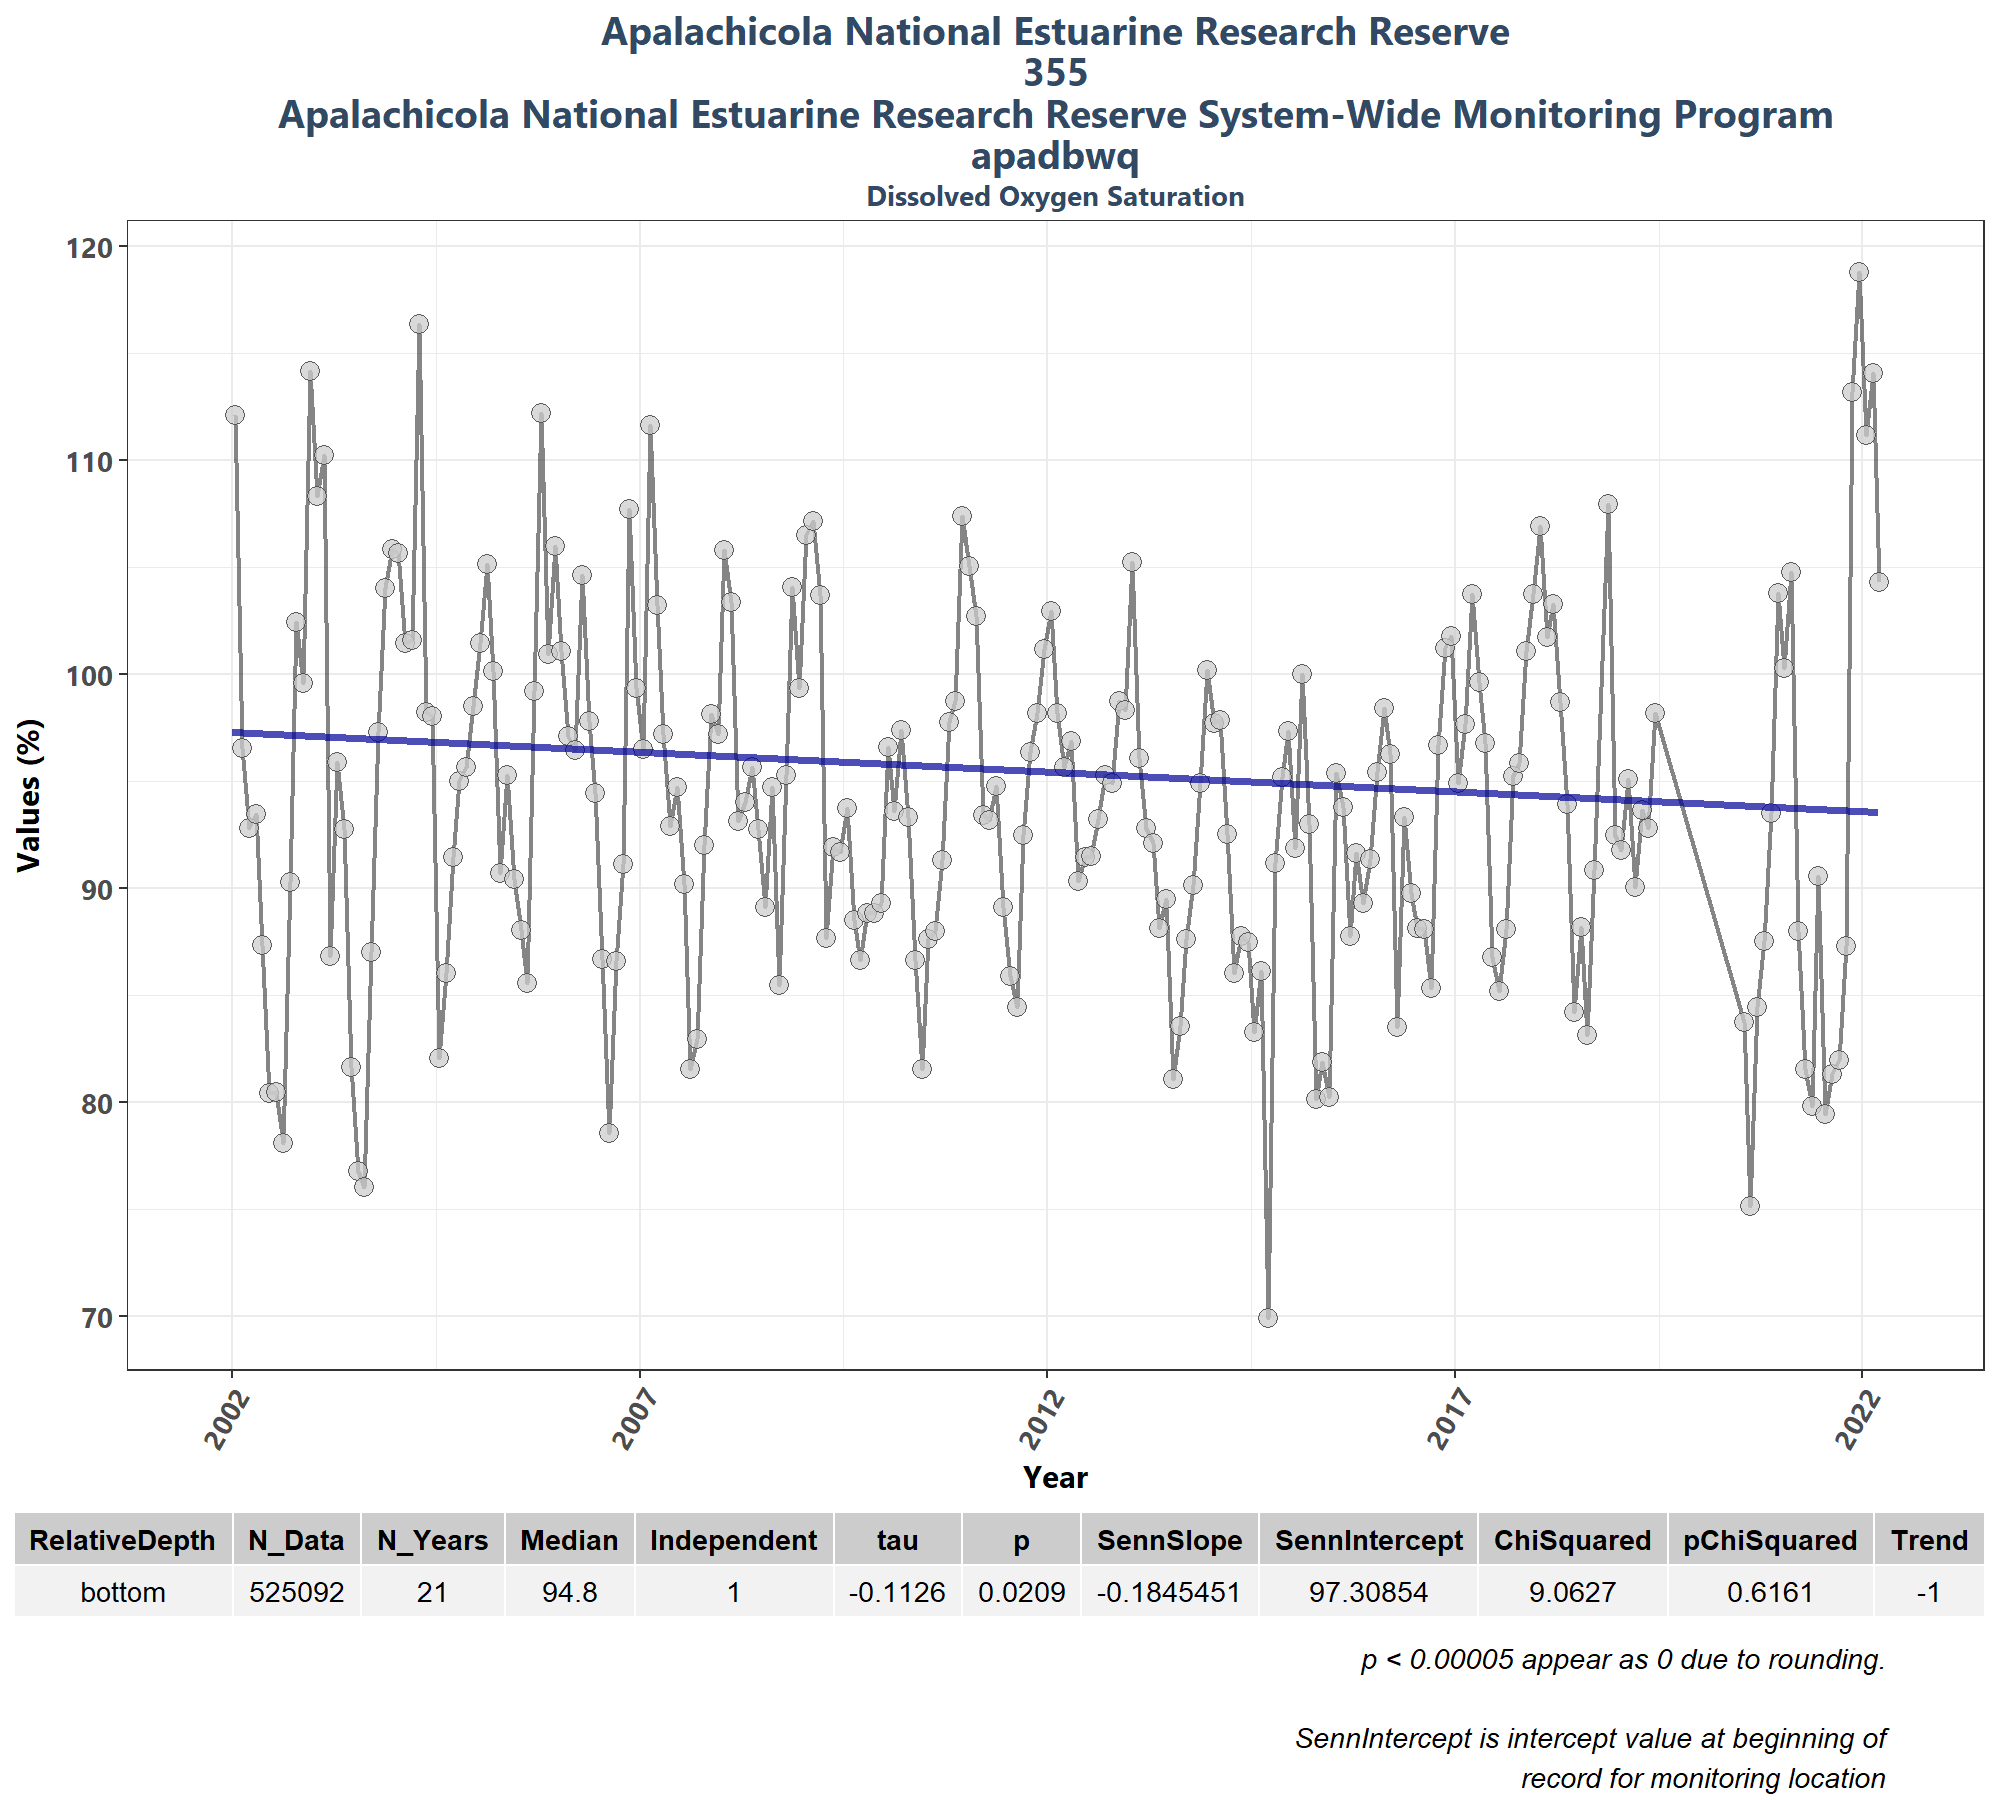 Apalachicola National Estuarine Research Reserve
355
Apalachicola National Estuarine Research Reserve System-Wide Monitoring Program
apadbwq
Dissolved Oxygen Saturation
120
110
100
90
80
70
Values (%)
2002 2007 2012 2017 2022
Year
RelativeDepth N_Data N_Years Median Independent tau p SennSlope SennIntercept ChiSquared pChiSquared Trend
bottom 525092 21 94.8 1 -0.1126 0.0209 -0.1845451 97.30854 9.0627 0.6161 -1
p < 0.00005 appear as 0 due to rounding.
SennIntercept is intercept value at beginning of
record for monitoring location